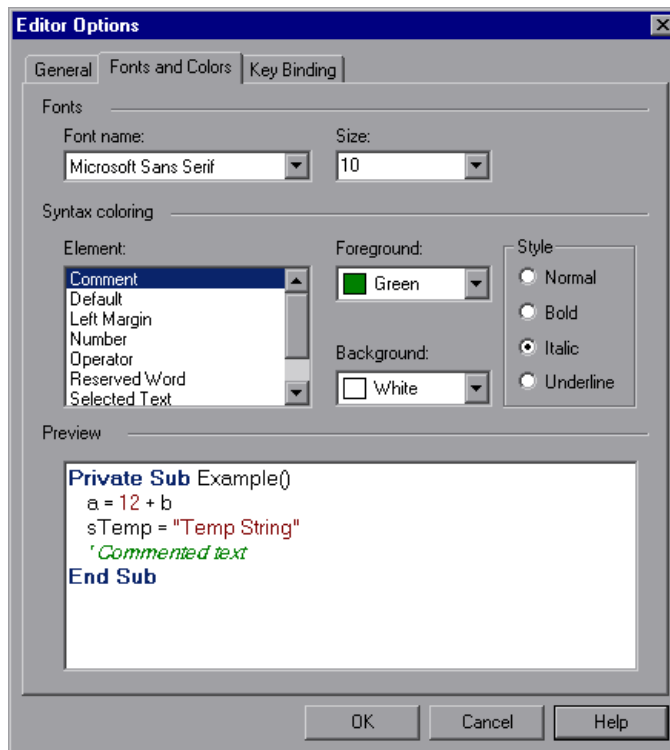 Editor Options
General Fonts and Colors Key Binding
Fonts
Font name: Size:
Microsoft Sans Serif 10
Syntax coloring
Element: Foreground: Style
Comment Green Normal
Default
Left Margin Bold
Number
Operator Background: Italic
Reserved Word White Underline
Selected Text
Preview
Private Sub Example()
a = 12 + b
sTemp = "Temp String"
' Commented text
End Sub
OK Cancel Help